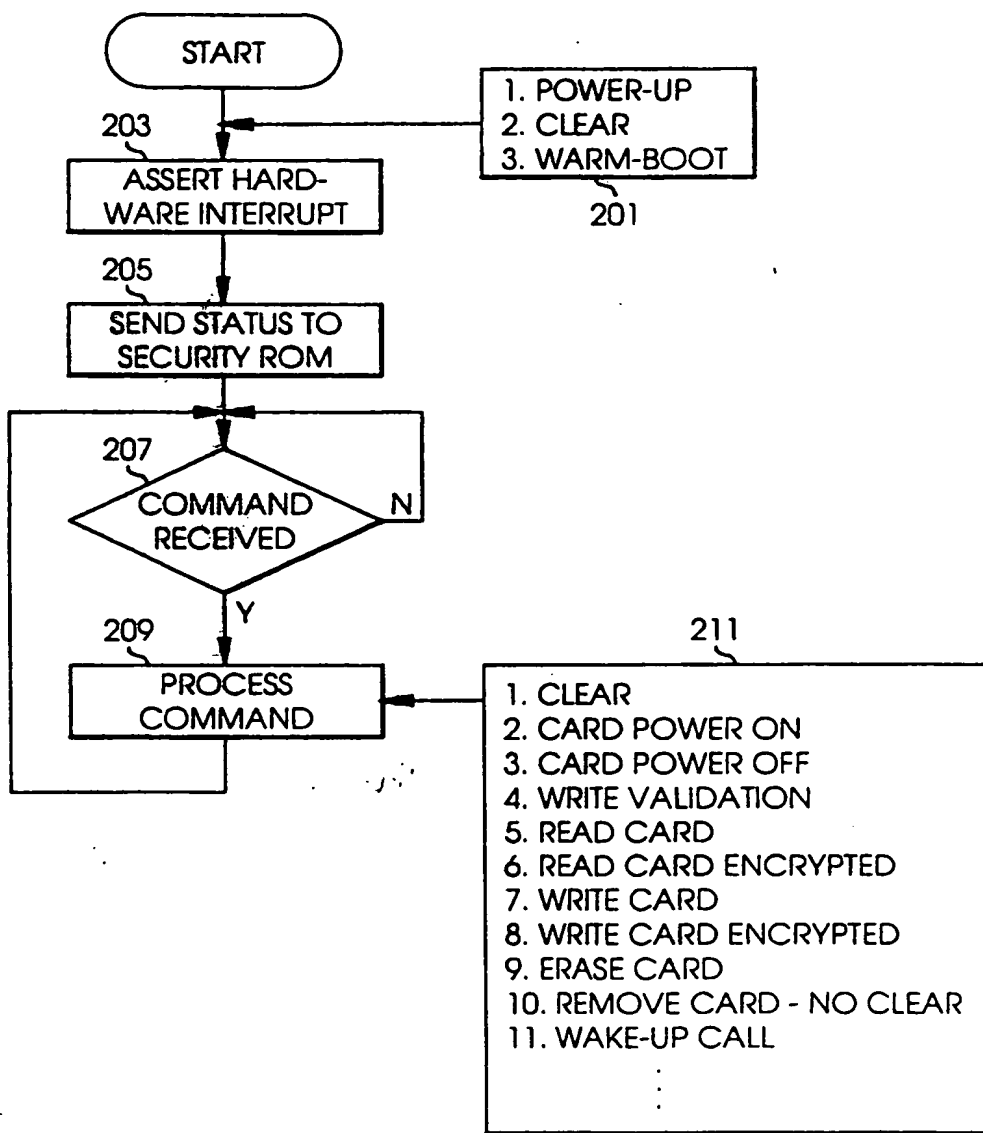 START
1. POWER-UP
2. CLEAR
3. WARM-BOOT
201
203
ASSERT HARD-
WARE INTERRUPT
205
SEND STATUS TO
SECURITY ROM
207
COMMAND
RECEIVED
N
Y
209
PROCESS
COMMAND
211
1. CLEAR
2. CARD POWER ON
3. CARD POWER OFF
4. WRITE VALIDATION
5. READ CARD
6. READ CARD ENCRYPTED
7. WRITE CARD
8. WRITE CARD ENCRYPTED
9. ERASE CARD
10. REMOVE CARD - NO CLEAR
11. WAKE-UP CALL